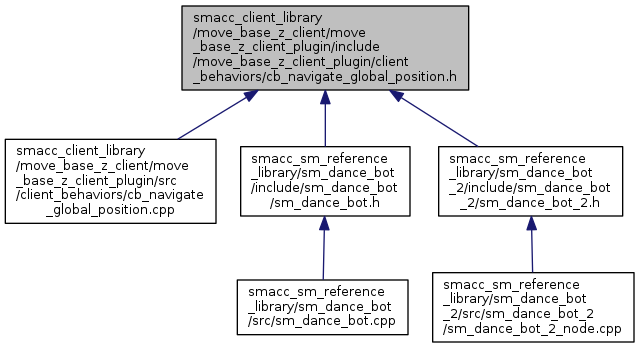 smacc_client_library
/move_base_z_client/move
_base_z_client_plugin/include
/move_base_z_client_plugin/client
_behaviors/cb_navigate_global_position.h
smacc_client_library
/move_base_z_client/move
_base_z_client_plugin/src
/client_behaviors/cb_navigate
_global_position.cpp
smacc_sm_reference
_library/sm_dance_bot
/include/sm_dance_bot
/sm_dance_bot.h
smacc_sm_reference
_library/sm_dance_bot
_2/include/sm_dance_bot
_2/sm_dance_bot_2.h
smacc_sm_reference
_library/sm_dance_bot
/src/sm_dance_bot.cpp
smacc_sm_reference
_library/sm_dance_bot
_2/src/sm_dance_bot_2
/sm_dance_bot_2_node.cpp